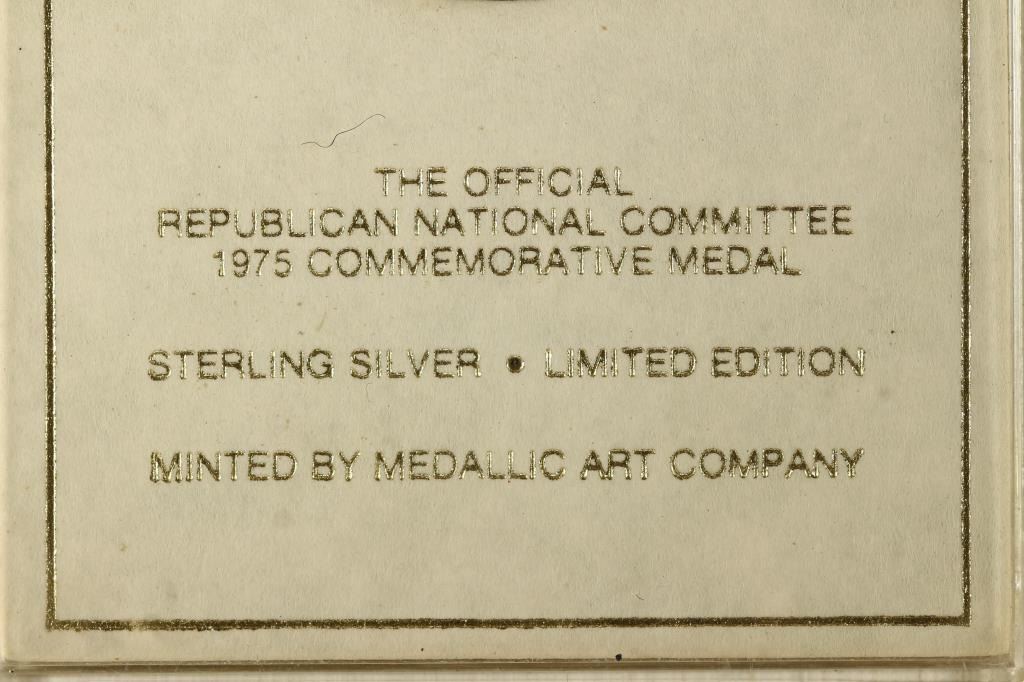 THE OFFICIAL
REPUBLICAN NATIONAL COMMITTEE
1975 COMMEMORATIVE MEDAL
STERLING SILVER • LIMITED EDITION
MINTED BY MEDALLIC ART COMPANY